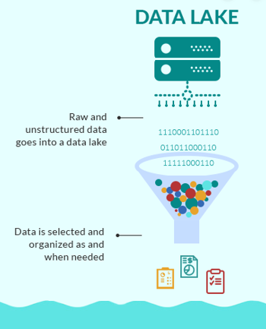 DATA LAKE
Raw and
unstructured data
goes into a data lake
1110001101110
011011000110
11111000110
Data is selected and
organized as and
when needed